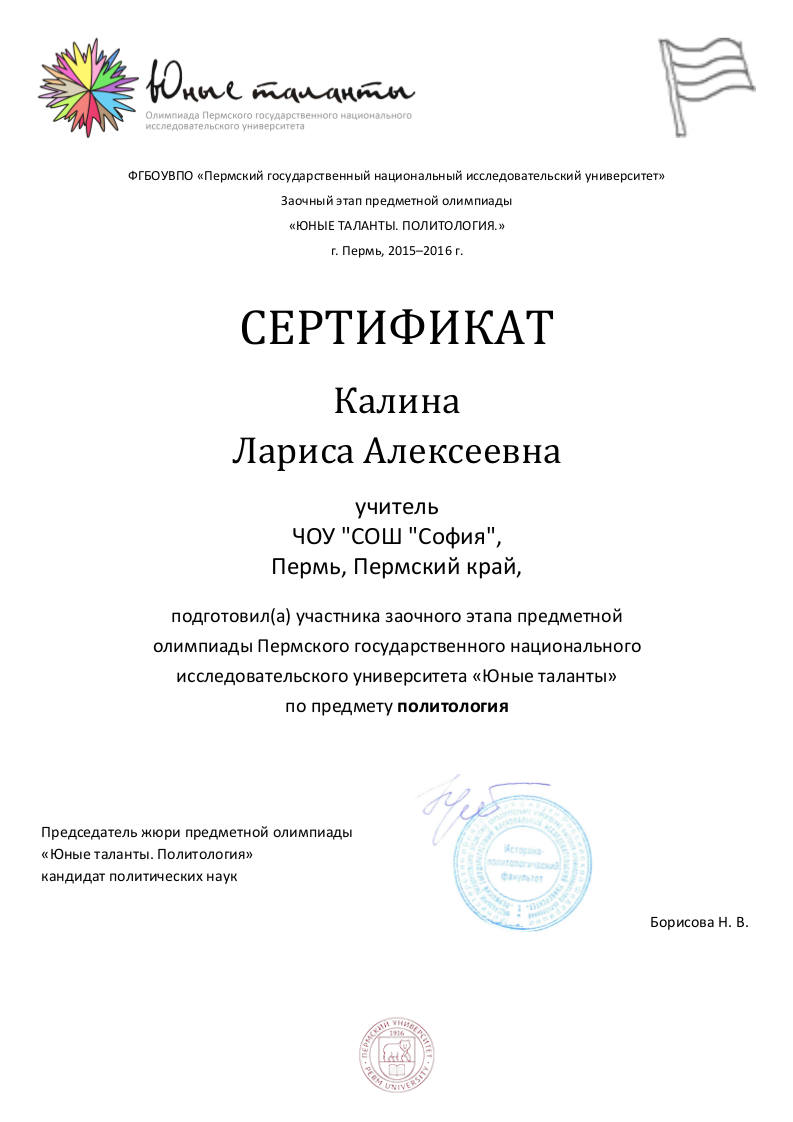 Юные таланты
Олимпиада Пермского государственного национального
исследовательского университета
ФГБОУВПО «Пермский государственный национальный исследовательский университет»
Заочный этап предметной олимпиады
«ЮНЫЕ ТАЛАНТЫ. ПОЛИТОЛОГИЯ.»
г. Пермь, 2015–2016 г.
СЕРТИФИКАТ
Калина
Лариса Алексеевна
учитель
ЧОУ "СОШ "София",
Пермь, Пермский край,
подготовил(а) участника заочного этапа предметной
олимпиады Пермского государственного национального
исследовательского университета «Юные таланты»
по предмету политология
Председатель жюри предметной олимпиады
«Юные таланты. Политология»
кандидат политических наук
Историко-
политологический
факультет
Борисова Н. В.
ПЕРМСКИЙ УНИВЕРСИТЕТ
1916
PERM UNIVERSITY